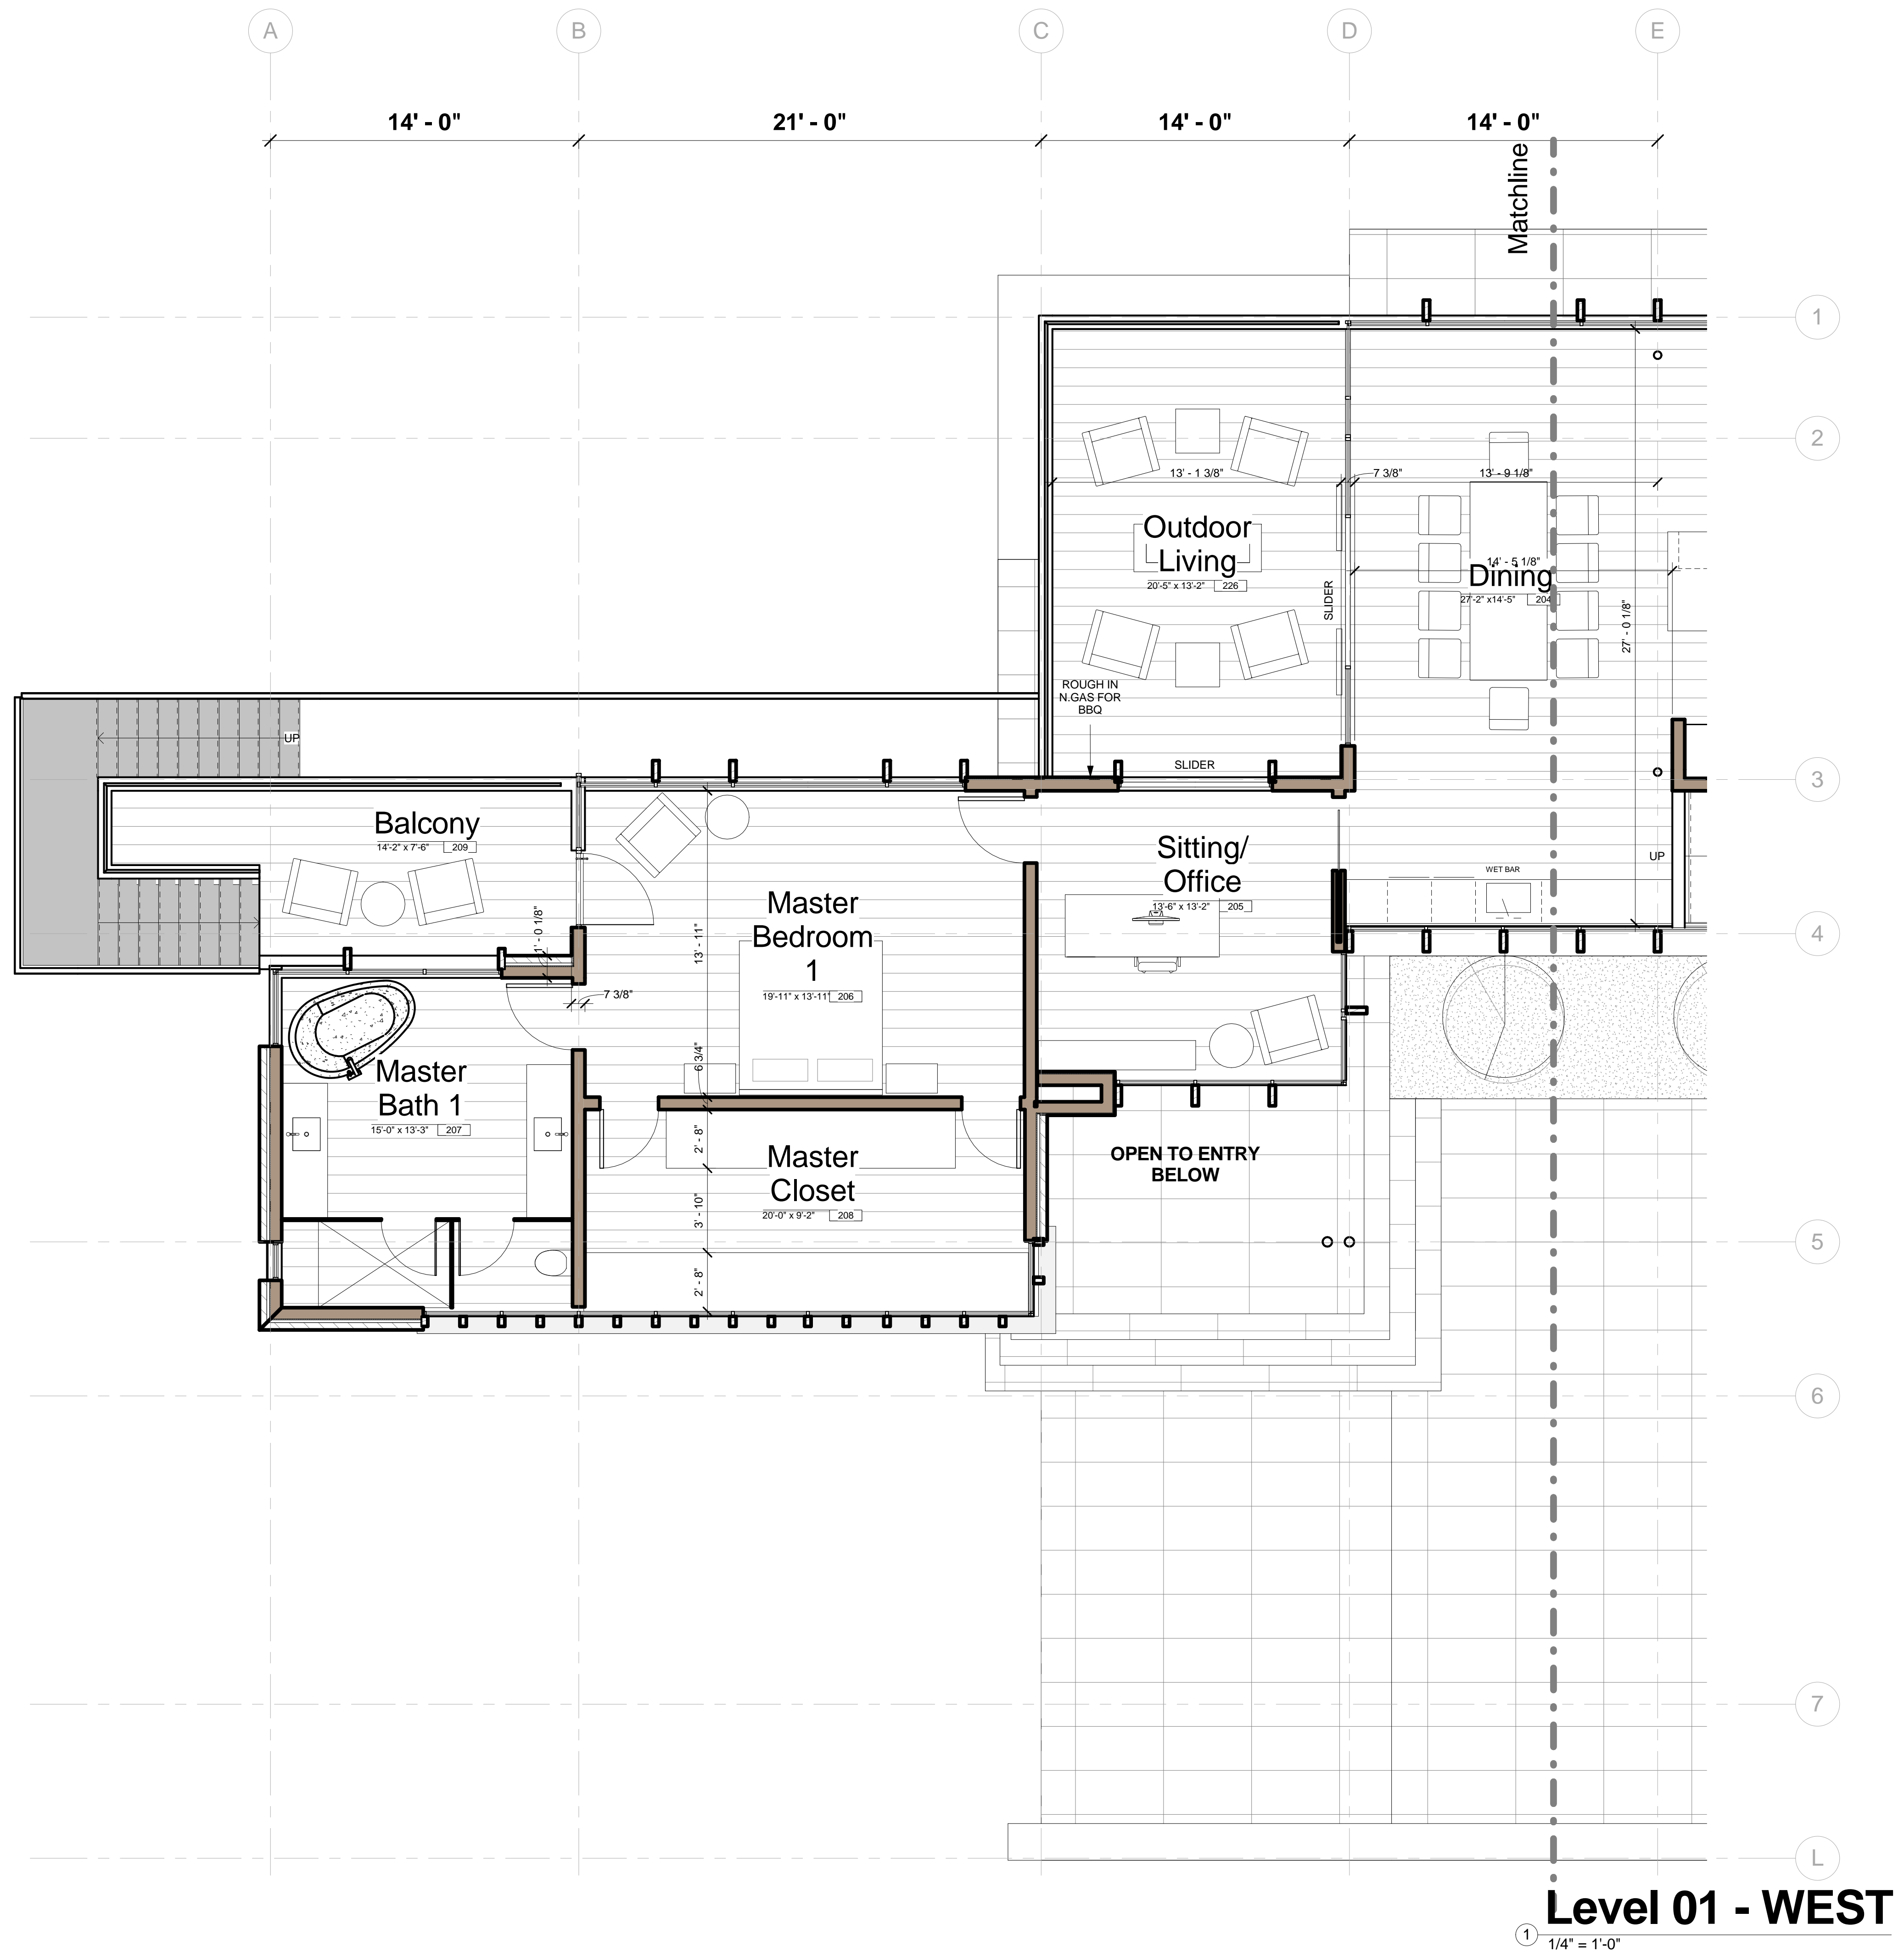 A
B
C
D
E
14' - 0"
21' - 0"
14' - 0"
14' - 0"
Matchline
1
2
13' - 1 3/8"
7 3/8"
13' - 9 1/8"
Outdoor
Living
20'-5" x 13'-2" 226
SLIDER
14' - 5 1/8"
Dining
27'-2" x14'-5" 204
27' - 0 1/8"
ROUGH IN
N.GAS FOR
BBQ
UP
SLIDER
3
Balcony
14'-2" x 7'-6" 209
Sitting/
Office
13'-6" x 13'-2" 205
UP
WET BAR
Master
Bedroom
1
19'-11" x 13'-11" 206
13' - 11"
1' - 0 1/8"
4
7 3/8"
6 3/4"
Master
Bath 1
15'-0" x 13'-3" 207
2' - 8"
Master
Closet
20'-0" x 9'-2" 208
3' - 10"
2' - 8"
OPEN TO ENTRY
BELOW
5
6
7
L
Level 01 - WEST
1
1/4" = 1'-0"